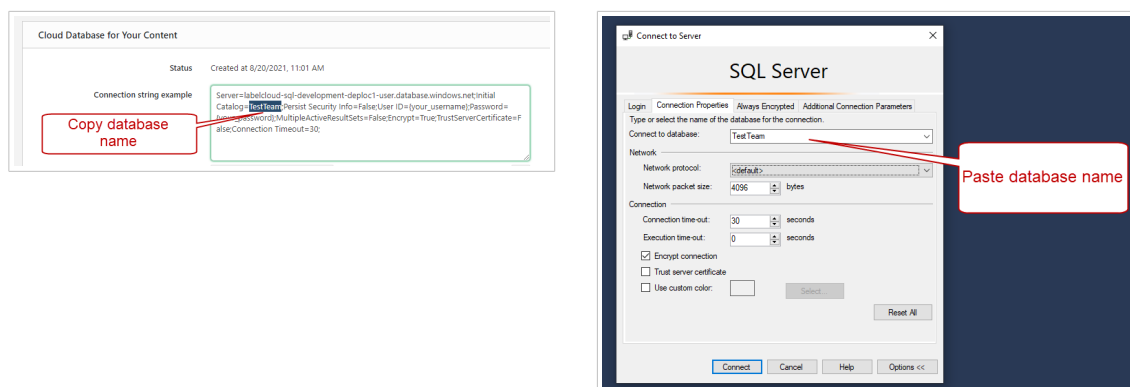 Cloud Database for Your Content
Status Created at 8/20/2021, 11:01 AM
Connection string example Server=labelcloud-sql-development-deploc1-user.database.windows.net;Initial
Catalog=TestTeam;Persist Security Info=False;User ID={your_username};Password=
password};MultipleActiveResultSets=False;Encrypt=True;TrustServerCertificate=F
alse;Connection Timeout=30;
Copy database
name
Connect to Server
SQL Server
Login Connection Properties Always Encrypted Additional Connection Parameters
Type or select the name of the database for the connection.
Connect to database: TestTeam
Network
Network protocol: <default>
Network packet size: 4096 bytes
Connection
Connection time-out: 30 seconds
Execution time-out: 0 seconds
Encrypt connection
Trust server certificate
Use custom color: Select...
Reset All
Connect Cancel Help Options <<
Paste database name